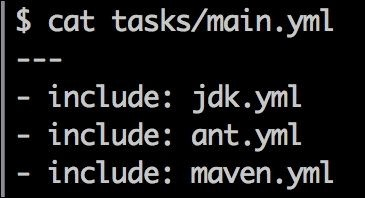 $ cat tasks/main.yml
---
- include: jdk.yml
- include: ant.yml
- include: maven.yml